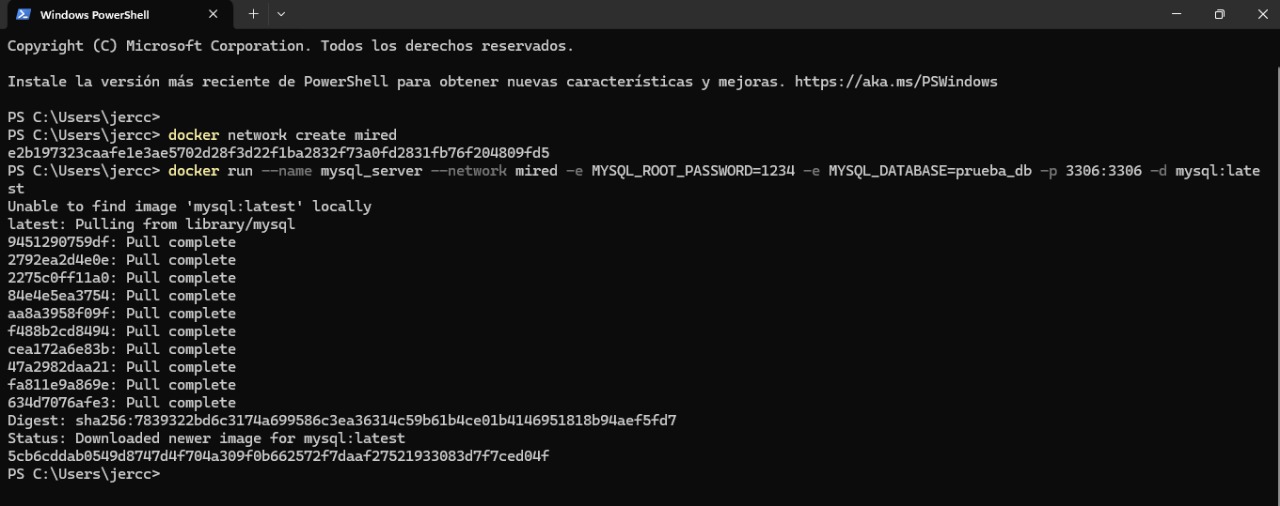 Windows PowerShell
Copyright (C) Microsoft Corporation. Todos los derechos reservados.
Instale la versión más reciente de PowerShell para obtener nuevas características y mejoras. https://aka.ms/PSWindows
PS C:\Users\jercc>
PS C:\Users\jercc> docker network create mired
e2b197323caafe1e3ae5702d28f3d22f1ba2832f73a0fd2831fb76f204809fd5
PS C:\Users\jercc> docker run --name mysql_server --network mired -e MYSQL_ROOT_PASSWORD=1234 -e MYSQL_DATABASE=prueba_db -p 3306:3306 -d mysql:late
st
Unable to find image 'mysql:latest' locally
latest: Pulling from library/mysql
9451290759df: Pull complete
2792ea2d4e0e: Pull complete
2275c0ff11a0: Pull complete
84e4e5ea3754: Pull complete
aa8a3958f09f: Pull complete
f488b2cd8494: Pull complete
cea172a6e83b: Pull complete
47a2982daa21: Pull complete
fa811e9a869e: Pull complete
634d7076afe3: Pull complete
Digest: sha256:7839322bd6c3174a699586c3ea36314c59b61b4ce01b4146951818b94aef5fd7
Status: Downloaded newer image for mysql:latest
5cb6cddab0549d8747d4f704a309f0b662572f7daaf27521933083d7f7ced04f
PS C:\Users\jercc>